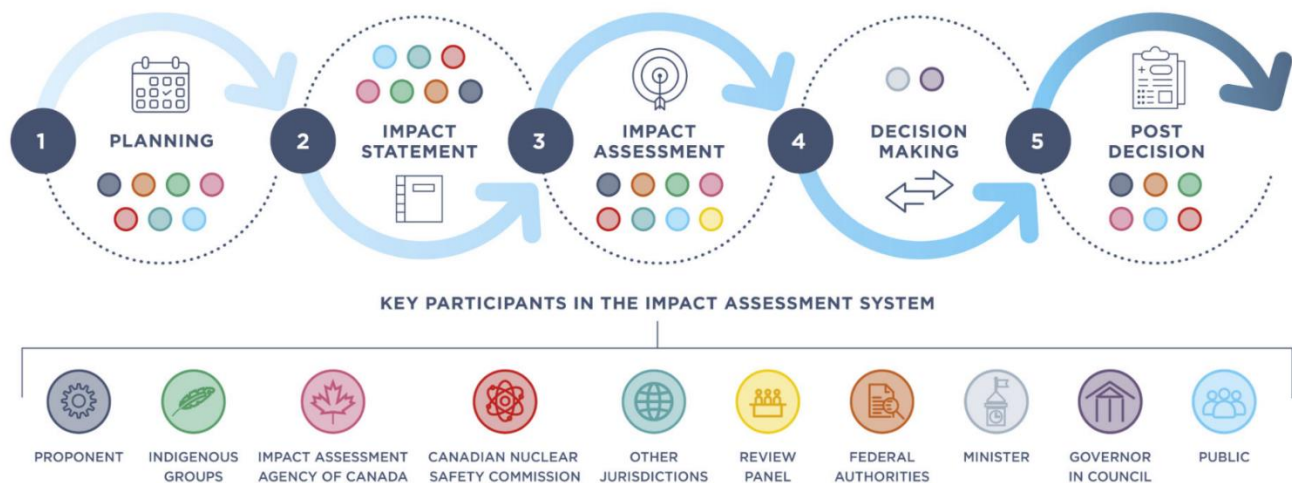 1
PLANNING
2
IMPACT
STATEMENT
3
IMPACT
ASSESSMENT
4
DECISION
MAKING
5
POST
DECISION
KEY PARTICIPANTS IN THE IMPACT ASSESSMENT SYSTEM
PROPONENT
INDIGENOUS
GROUPS
IMPACT ASSESSMENT
AGENCY OF CANADA
CANADIAN NUCLEAR
SAFETY COMMISSION
OTHER
JURISDICTIONS
REVIEW
PANEL
FEDERAL
AUTHORITIES
MINISTER
GOVERNOR
IN COUNCIL
PUBLIC